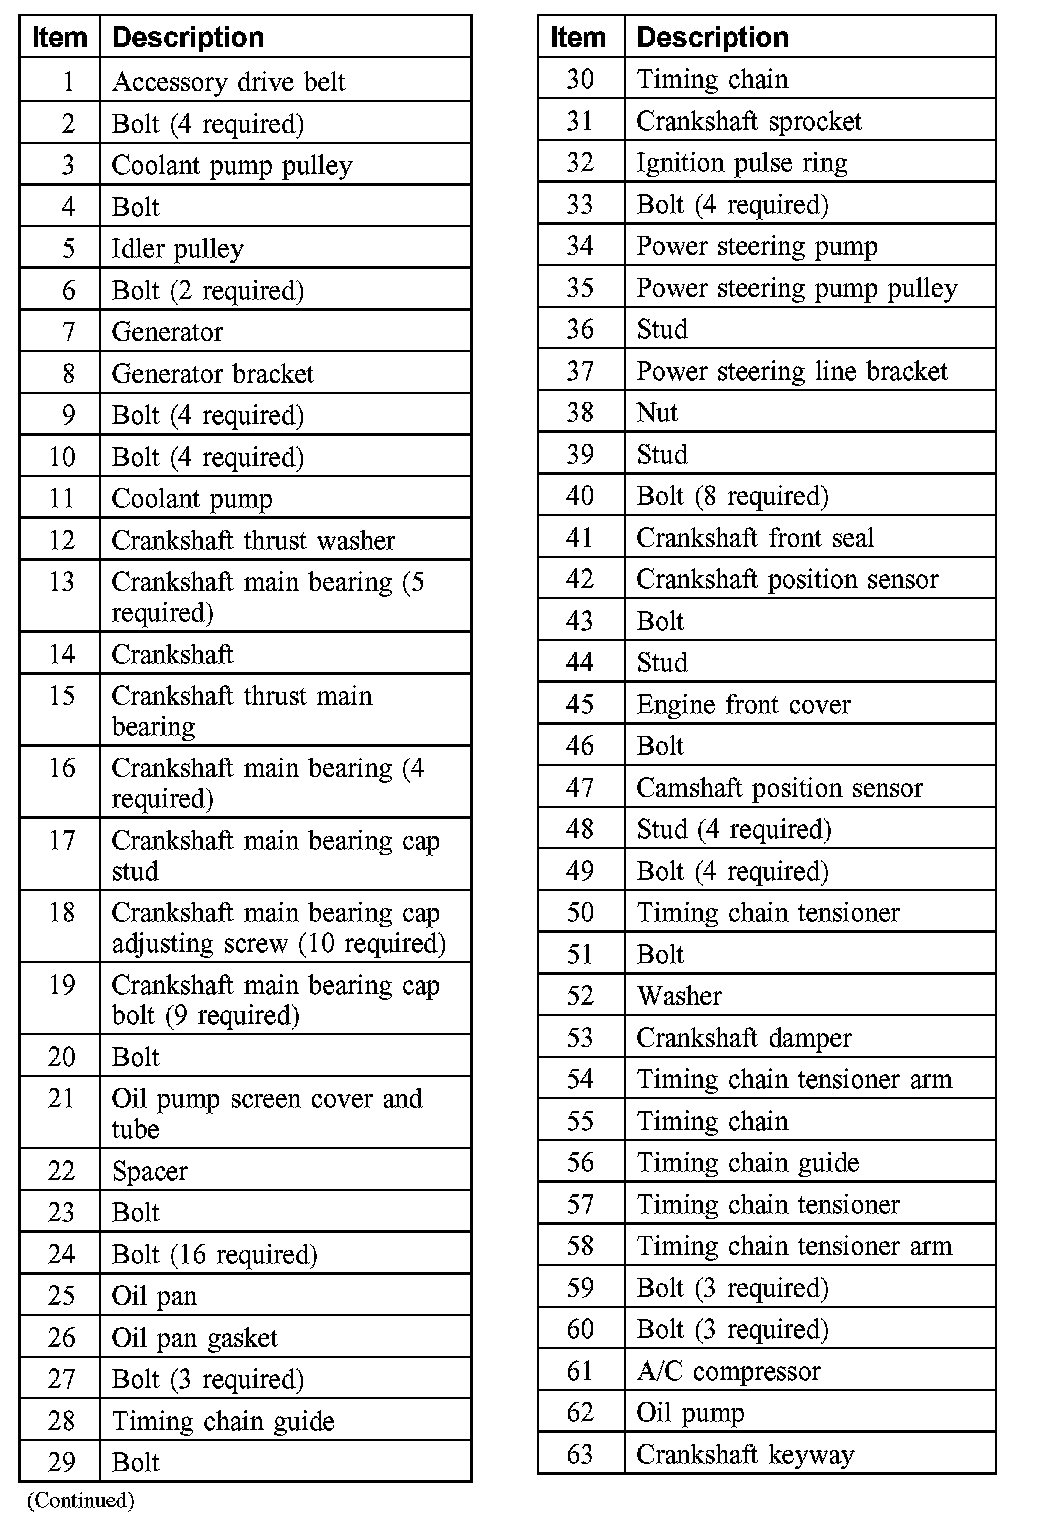 Item Description
1 Accessory drive belt
2 Bolt (4 required)
3 Coolant pump pulley
4 Bolt
5 Idler pulley
6 Bolt (2 required)
7 Generator
8 Generator bracket
9 Bolt (4 required)
10 Bolt (4 required)
11 Coolant pump
12 Crankshaft thrust washer
13 Crankshaft main bearing (5
required)
14 Crankshaft
15 Crankshaft thrust main
bearing
16 Crankshaft main bearing (4
required)
17 Crankshaft main bearing cap
stud
18 Crankshaft main bearing cap
adjusting screw (10 required)
19 Crankshaft main bearing cap
bolt (9 required)
20 Bolt
21 Oil pump screen cover and
tube
22 Spacer
23 Bolt
24 Bolt (16 required)
25 Oil pan
26 Oil pan gasket
27 Bolt (3 required)
28 Timing chain guide
29 Bolt
(Continued)
Item Description
30 Timing chain
31 Crankshaft sprocket
32 Ignition pulse ring
33 Bolt (4 required)
34 Power steering pump
35 Power steering pump pulley
36 Stud
37 Power steering line bracket
38 Nut
39 Stud
40 Bolt (8 required)
41 Crankshaft front seal
42 Crankshaft position sensor
43 Bolt
44 Stud
45 Engine front cover
46 Bolt
47 Camshaft position sensor
48 Stud (4 required)
49 Bolt (4 required)
50 Timing chain tensioner
51 Bolt
52 Washer
53 Crankshaft damper
54 Timing chain tensioner arm
55 Timing chain
56 Timing chain guide
57 Timing chain tensioner
58 Timing chain tensioner arm
59 Bolt (3 required)
60 Bolt (3 required)
61 A/C compressor
62 Oil pump
63 Crankshaft keyway